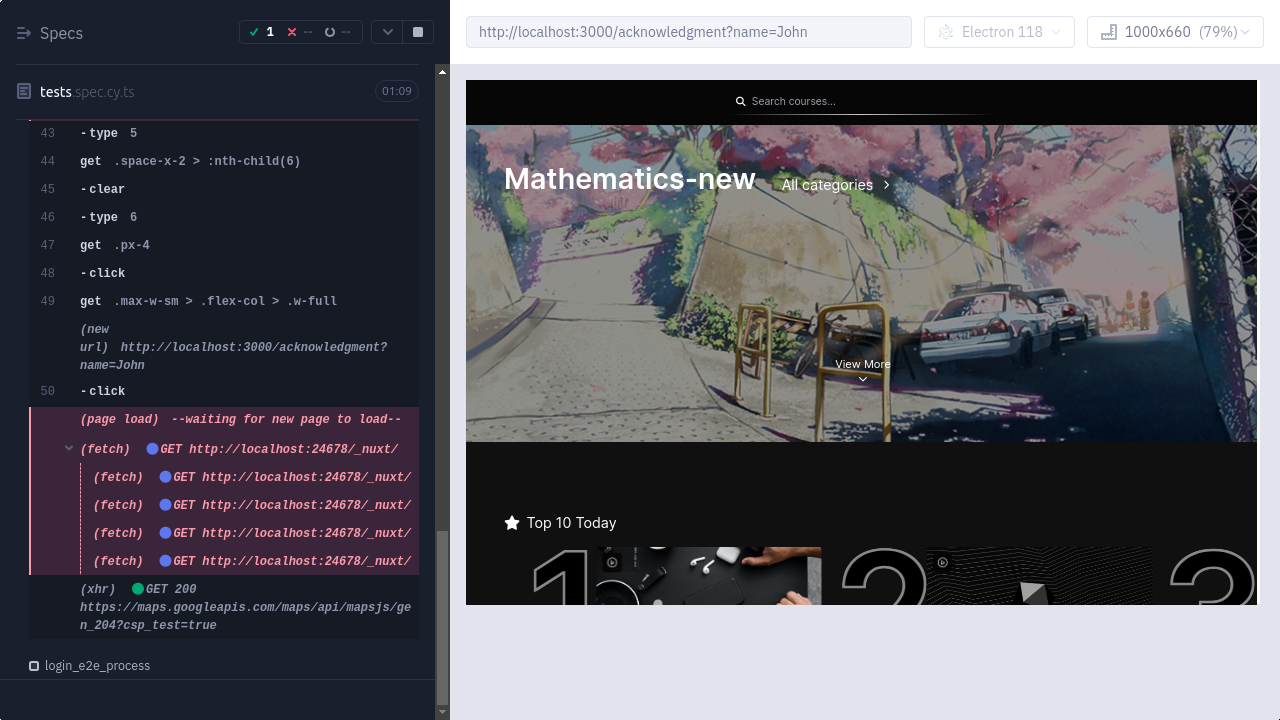 Specs
1 -- --
tests.spec.cy.ts 01:09
43 -type 5
44 get .space-x-2 > :nth-child(6)
45 -clear
46 -type 6
47 get .px-4
48 -click
49 get .max-w-sm > .flex-col > .w-full
(new
url) http://localhost:3000/acknowledgment?
name=John
50 -click
(page load) --waiting for new page to load--
(fetch) GET http://localhost:24678/_nuxt/
(fetch) GET http://localhost:24678/_nuxt/
(fetch) GET http://localhost:24678/_nuxt/
(fetch) GET http://localhost:24678/_nuxt/
(fetch) GET http://localhost:24678/_nuxt/
(xhr) GET 200
https://maps.googleapis.com/maps/api/mapsjs/ge
n_204?csp_test=true
login_e2e_process
http://localhost:3000/acknowledgment?name=John
Electron 118
1000x660 (79%)
Search courses...
Mathematics-new All categories
View More
Top 10 Today
1 2 3